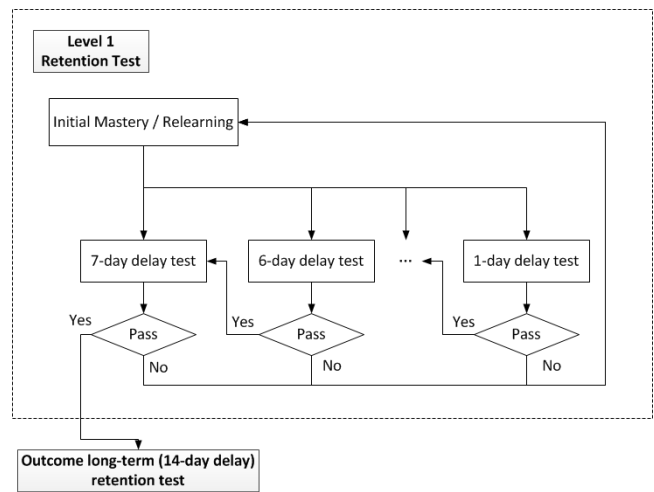 Level 1
Retention Test
Initial Mastery / Relearning
7-day delay test
6-day delay test
...
1-day delay test
Yes
Pass
No
Yes
Pass
No
Yes
Pass
No
Outcome long-term (14-day delay)
retention test